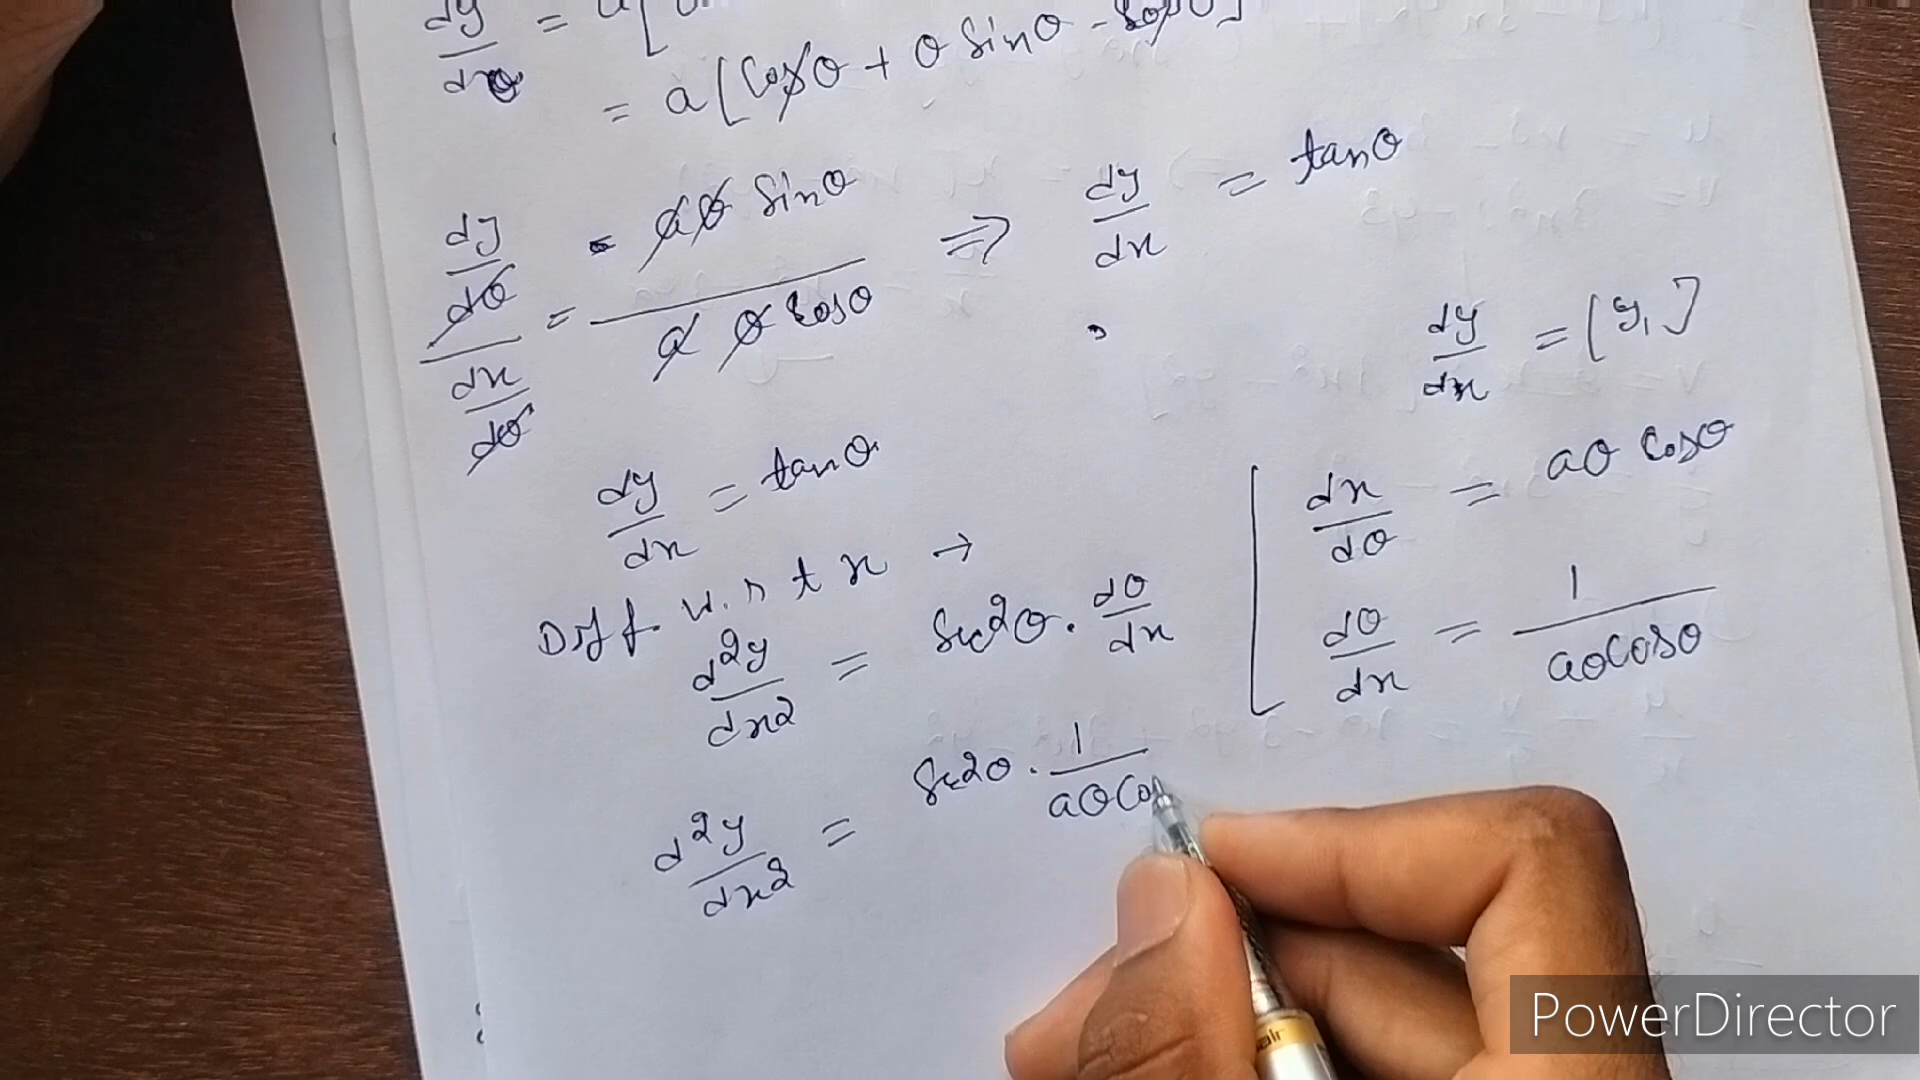 dy/dθ = a[
= a[cosθ + θ sinθ - cosθ]
dy/dθ / dx/dθ = aθ sinθ / aθ cosθ ⇒ dy/dx = tanθ
dy/dx = [y₁]
dy/dx = tanθ
Diff. w.r t x →
d²y/dx² = sec²θ · dθ/dx
d²y/dx² = sec²θ · 1/aθco
dx/dθ = aθ cosθ
dθ/dx = 1/aθcosθ
PowerDirector